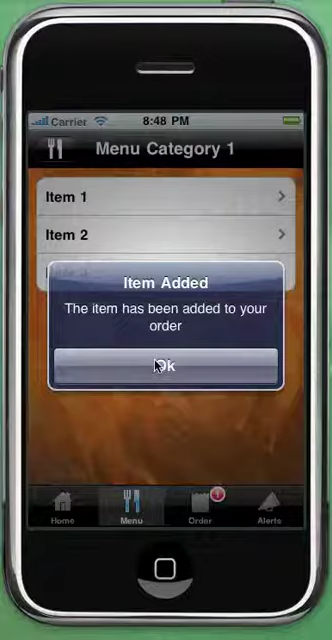 Carrier 8:48 PM
Menu Category 1
Item 1
Item 2
Item Added
The item has been added to your
order
Ok
1
Home Menu Order Alerts